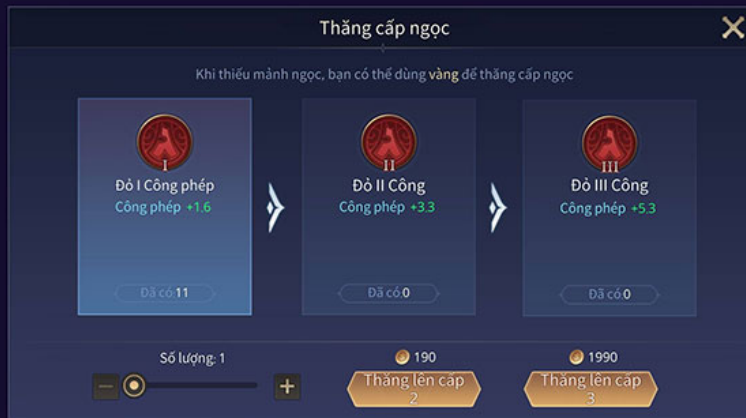 Thăng cấp ngọc
Khi thiếu mảnh ngọc, bạn có thể dùng vàng để thăng cấp ngọc
I
II
III
Đỏ I Công phép
Đỏ II Công
Đỏ III Công
Công phép +1.6
Công phép +3.3
Công phép +5.3
Đã có:11
Đã có:0
Đã có:0
Số lượng: 1
190
1990
Thăng lên cấp
2
Thăng lên cấp
3